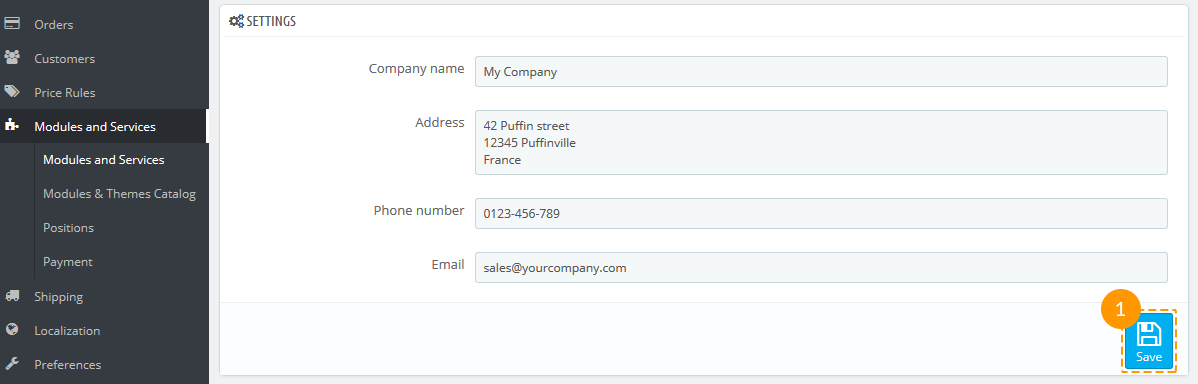 Orders
Customers
Price Rules
Modules and Services
Modules and Services
Modules & Themes Catalog
Positions
Payment
Shipping
Localization
Preferences
SETTINGS
Company name My Company
Address 42 Puffin street
12345 Puffinville
France
Phone number 0123-456-789
Email sales@yourcompany.com
1
Save